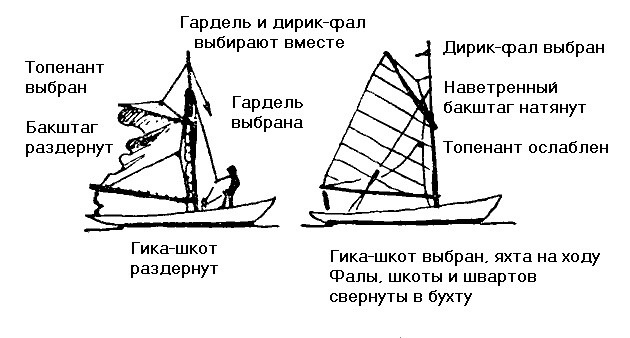 Гардель и дирик-фал
выбирают вместе
Топенант
выбран
Бакштаг
раздернут
Гардель
выбрана
Гика-шкот
раздернут
Дирик-фал выбран
Наветренный
бакштаг натянут
Топенант ослаблен
Гика-шкот выбран, яхта на ходу
Фалы, шкоты и швартов
свернуты в бухту